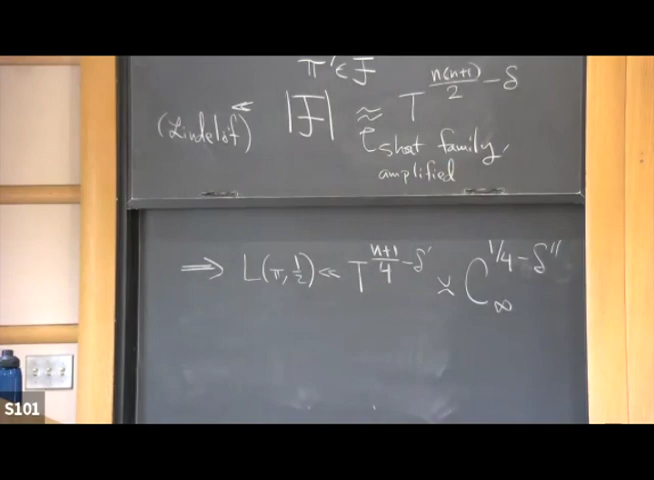 π' ∈ F
(Lindelöf) |F| ≈ T^{n(n+1)/2 - δ}
short family,
amplified
⟹ L(π, 1/2) ≪ T^{(n+1)/4 - δ'} ≍ C_∞^{1/4 - δ''}
S101